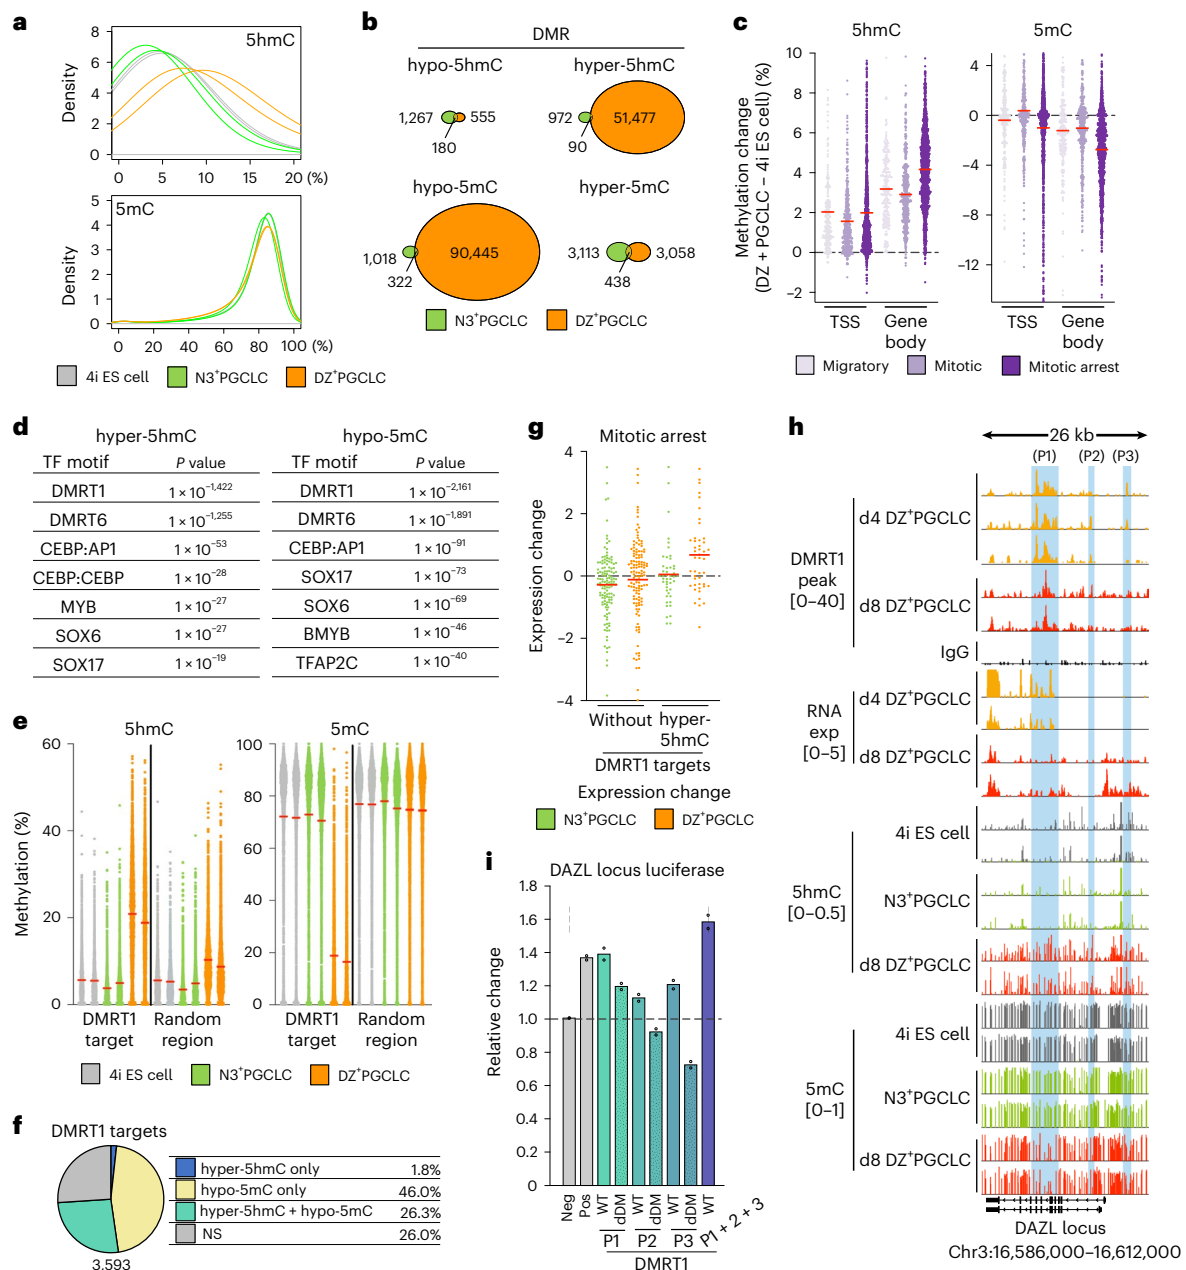 a
5hmC
Density
8
6
4
2
0
0 5 10 15 20 (%)
5mC
Density
5
4
3
2
1
0
0 20 40 60 80 100 (%)
4i ES cell N3+PGCLC DZ+PGCLC
b
DMR
hypo-5hmC hyper-5hmC
1,267 555
180
972 51,477
90
hypo-5mC hyper-5mC
1,018 90,445
322
3,113 3,058
438
N3+PGCLC DZ+PGCLC
c
5hmC 5mC
Methylation change
(DZ + PGCLC – 4i ES cell) (%)
10
8
6
4
2
0
–2
4
0
–4
–8
–12
TSS Gene body
TSS Gene body
Migratory Mitotic Mitotic arrest
d
hyper-5hmC
TF motif P value
DMRT1 1 × 10^–1,422
DMRT6 1 × 10^–1,255
CEBP:AP1 1 × 10^–53
CEBP:CEBP 1 × 10^–28
MYB 1 × 10^–27
SOX6 1 × 10^–27
SOX17 1 × 10^–19
hypo-5mC
TF motif P value
DMRT1 1 × 10^–2,161
DMRT6 1 × 10^–1,891
CEBP:AP1 1 × 10^–91
SOX17 1 × 10^–73
SOX6 1 × 10^–69
BMYB 1 × 10^–46
TFAP2C 1 × 10^–40
e
5hmC 5mC
Methylation (%)
60
40
20
0
100
80
60
40
20
0
DMRT1 target Random region
DMRT1 target Random region
4i ES cell N3+PGCLC DZ+PGCLC
f
DMRT1 targets
3,593
hyper-5hmC only 1.8%
hypo-5mC only 46.0%
hyper-5hmC + hypo-5mC 26.3%
NS 26.0%
g
Mitotic arrest
Expression change
4
2
0
–2
–4
Without hyper-5hmC
DMRT1 targets
Expression change
N3+PGCLC DZ+PGCLC
h
26 kb
(P1) (P2) (P3)
DMRT1
peak
[0–40]
d4 DZ+PGCLC
d8 DZ+PGCLC
IgG
RNA
exp
[0–5]
d4 DZ+PGCLC
d8 DZ+PGCLC
5hmC
[0–0.5]
4i ES cell
N3+PGCLC
d8 DZ+PGCLC
5mC
[0–1]
4i ES cell
N3+PGCLC
d8 DZ+PGCLC
DAZL locus
Chr3:16,586,000–16,612,000
i
DAZL locus luciferase
Relative change
1.8
1.6
1.4
1.2
1.0
0.8
0.6
0.4
0.2
0
Neg Pos WT dDM WT dDM WT dDM WT
P1 P2 P3 P1 + 2 + 3
DMRT1